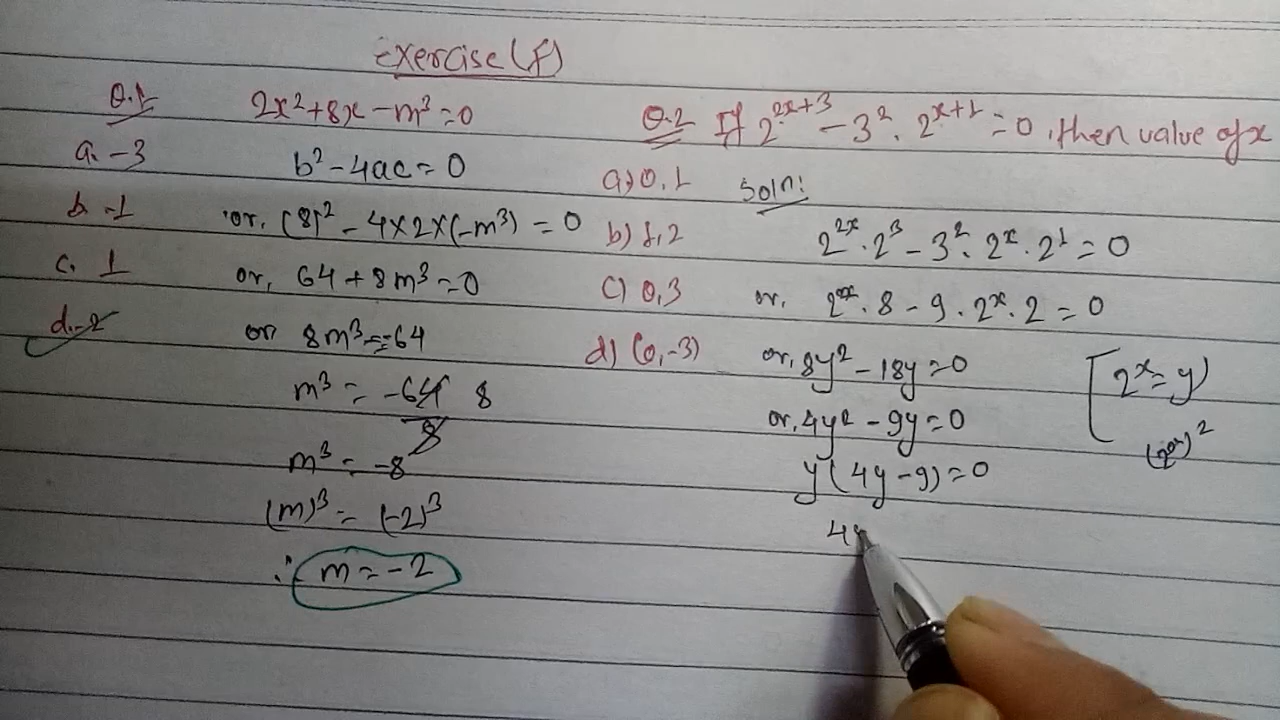 Exercise (f)
Q.1 2x²+8x-m³=0
a. -3 b²-4ac=0
b. -1 or, (8)²-4×2×(-m³)=0
c. 1 or, 64+8m³=0
d. -2 or 8m³=-64
m³ = -64/8 8
m³ = -8
(m)³ = (-2)³
∴ m=-2
Q.2 If 2^{2x+3} - 3². 2^{x+1} =0, then value of x
a) 0,1 Soln:
b) 1,2 2^{2x}·2³ - 3²·2^x·2¹ = 0
c) 0,3 or, 2^{2x}·8 - 9·2^x·2 = 0
d) (0,-3) or, 8y² - 18y=0 [2^x=y)
or, 4y² - 9y=0 (2^x)²
y(4y-9)=0
4y